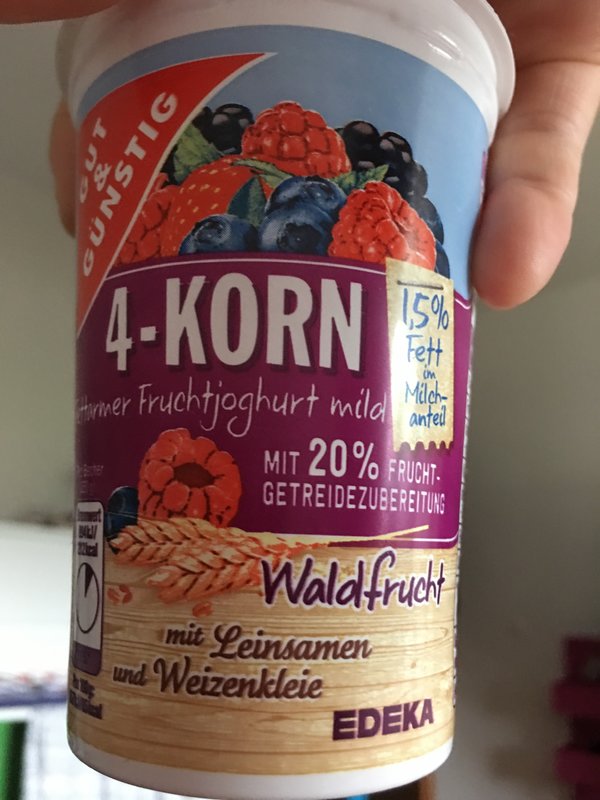 GUT
&
GÜNSTIG
4-KORN
Fruchtjoghurt mild
1,5%
Fett
im
Milch-
anteil
MIT 20% FRUCHT-
GETREIDEZUBEREITUNG
Waldfrucht
mit Leinsamen
und Weizenkleie
EDEKA